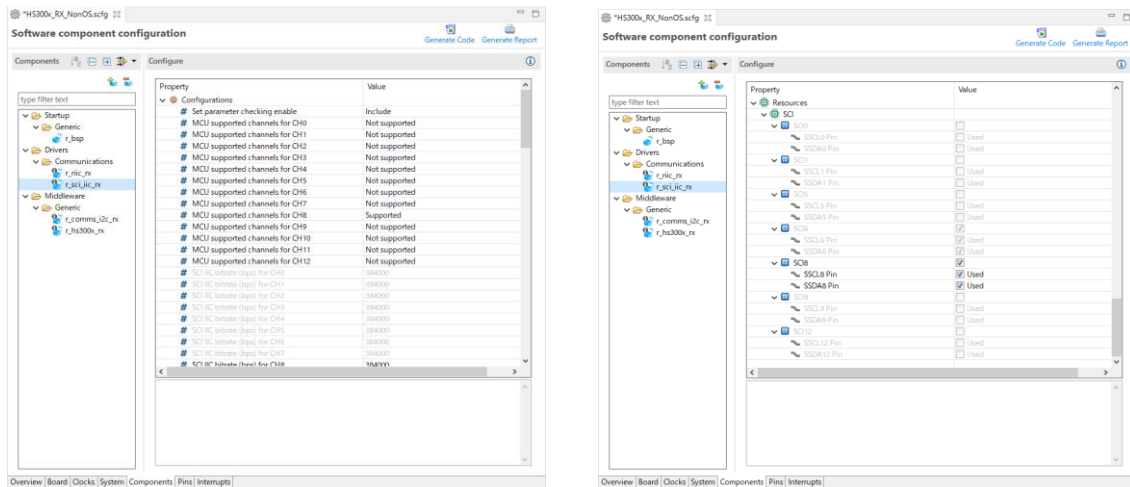 *HS300x_RX_NonOS.scfg
Software component configuration
Generate Code Generate Report
Components
Configure
type filter text
Startup
Generic
r_bsp
Drivers
Communications
r_riic_rx
r_sci_iic_rx
Middleware
Generic
r_comms_i2c_rx
r_hs300x_rx
Property Value
Configurations
# Set parameter checking enable Include
# MCU supported channels for CH0 Not supported
# MCU supported channels for CH1 Not supported
# MCU supported channels for CH2 Not supported
# MCU supported channels for CH3 Not supported
# MCU supported channels for CH4 Not supported
# MCU supported channels for CH5 Not supported
# MCU supported channels for CH6 Not supported
# MCU supported channels for CH7 Not supported
# MCU supported channels for CH8 Supported
# MCU supported channels for CH9 Not supported
# MCU supported channels for CH10 Not supported
# MCU supported channels for CH11 Not supported
# MCU supported channels for CH12 Not supported
# SCI IIC bitrate (bps) for CH0 384000
# SCI IIC bitrate (bps) for CH1 384000
# SCI IIC bitrate (bps) for CH2 384000
# SCI IIC bitrate (bps) for CH3 384000
# SCI IIC bitrate (bps) for CH4 384000
# SCI IIC bitrate (bps) for CH5 384000
# SCI IIC bitrate (bps) for CH6 384000
# SCI IIC bitrate (bps) for CH7 384000
# SCI IIC bitrate (bps) for CH8 384000
Overview Board Clocks System Components Pins Interrupts
*HS300x_RX_NonOS.scfg
Software component configuration
Generate Code Generate Report
Components
Configure
type filter text
Startup
Generic
r_bsp
Drivers
Communications
r_riic_rx
r_sci_iic_rx
Middleware
Generic
r_comms_i2c_rx
r_hs300x_rx
Property Value
Resources
SCI
SCI0
SSCL0 Pin Used
SSDA0 Pin Used
SCI1
SSCL1 Pin Used
SSDA1 Pin Used
SCI5
SSCL5 Pin Used
SSDA5 Pin Used
SCI6
SSCL6 Pin Used
SSDA6 Pin Used
SCI8
SSCL8 Pin Used
SSDA8 Pin Used
SCI9
SSCL9 Pin Used
SSDA9 Pin Used
SCI12
SSCL12 Pin Used
SSDA12 Pin Used
Overview Board Clocks System Components Pins Interrupts